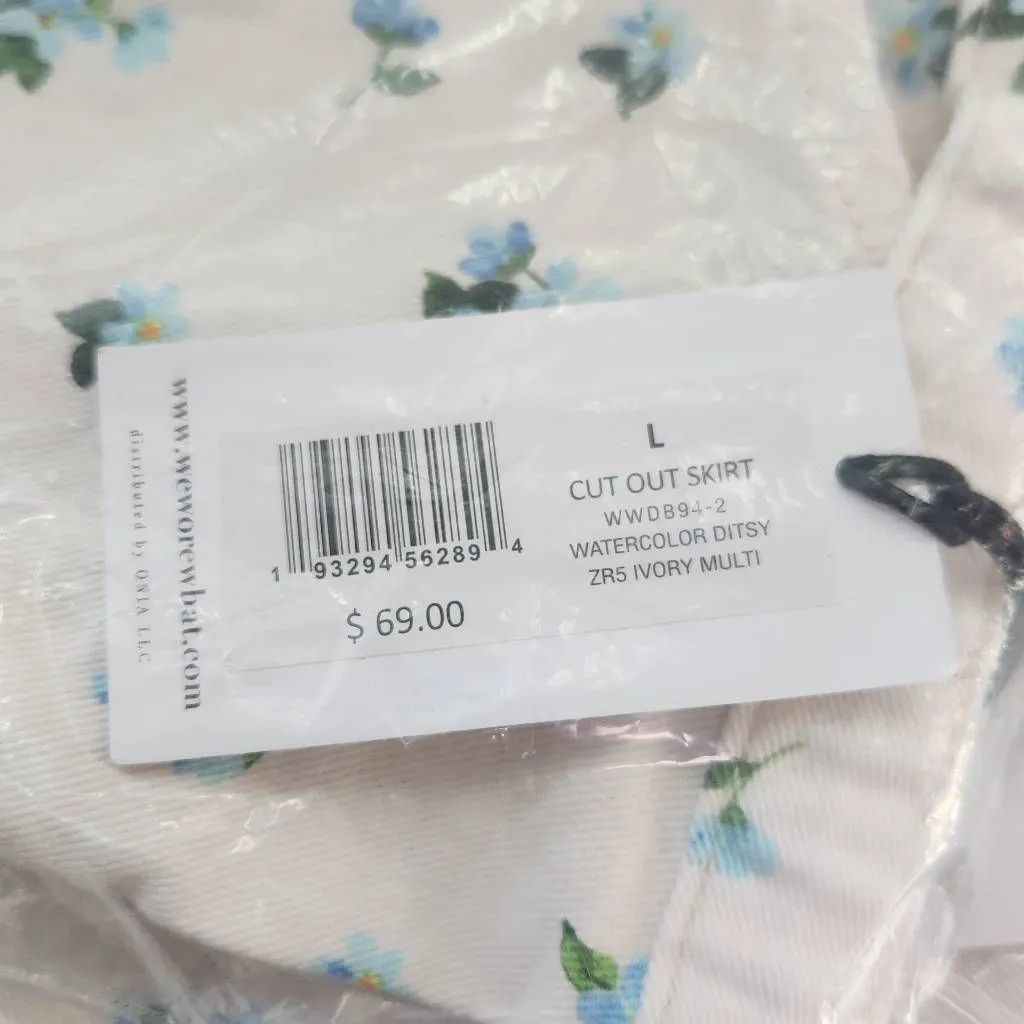 www.weworewhat.com
distributed by ONIA LLC
1 93294 56289 4
$ 69.00
L
CUT OUT SKIRT
WWDB94-2
WATERCOLOR DITSY
ZR5 IVORY MULTI